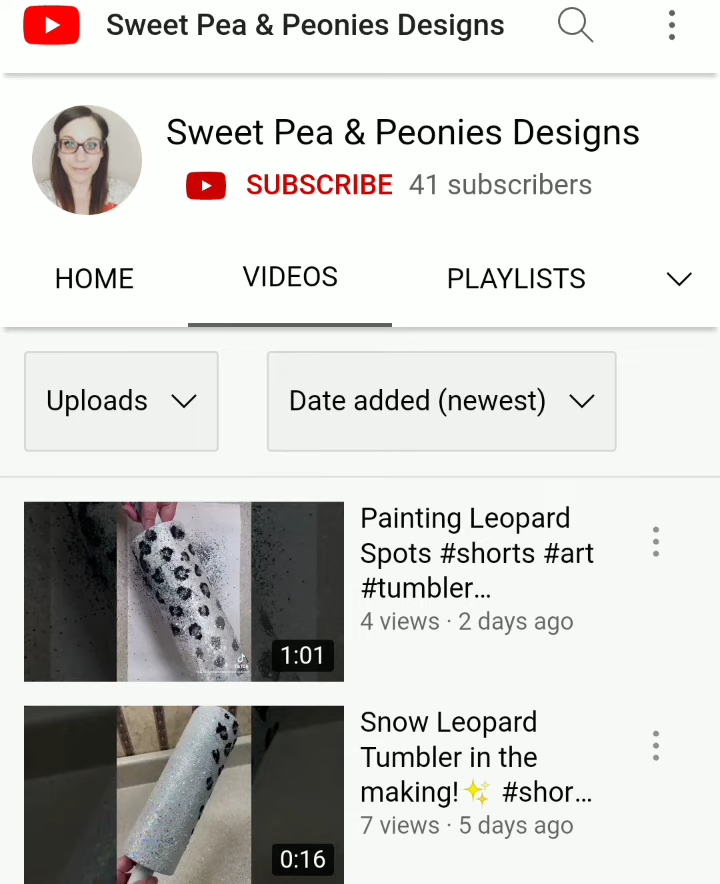 Sweet Pea & Peonies Designs
Sweet Pea & Peonies Designs
SUBSCRIBE 41 subscribers
HOME VIDEOS PLAYLISTS
Uploads Date added (newest)
Painting Leopard
Spots #shorts #art
#tumbler...
4 views · 2 days ago
1:01
Snow Leopard
Tumbler in the
making!✨ #shor...
7 views · 5 days ago
0:16